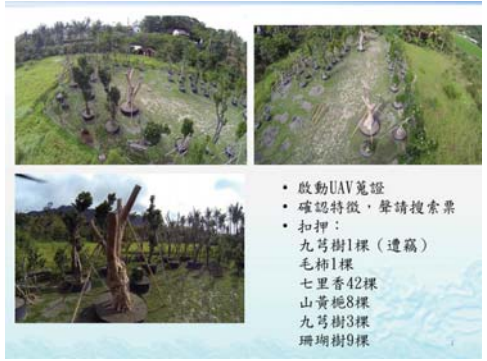 • 啟動UAV蒐證
• 確認特徵，聲請搜索票
• 扣押：
九芎樹1棵（遭竊）
毛柿1棵
七里香42棵
山黃梔8棵
九芎樹3棵
珊瑚樹9棵